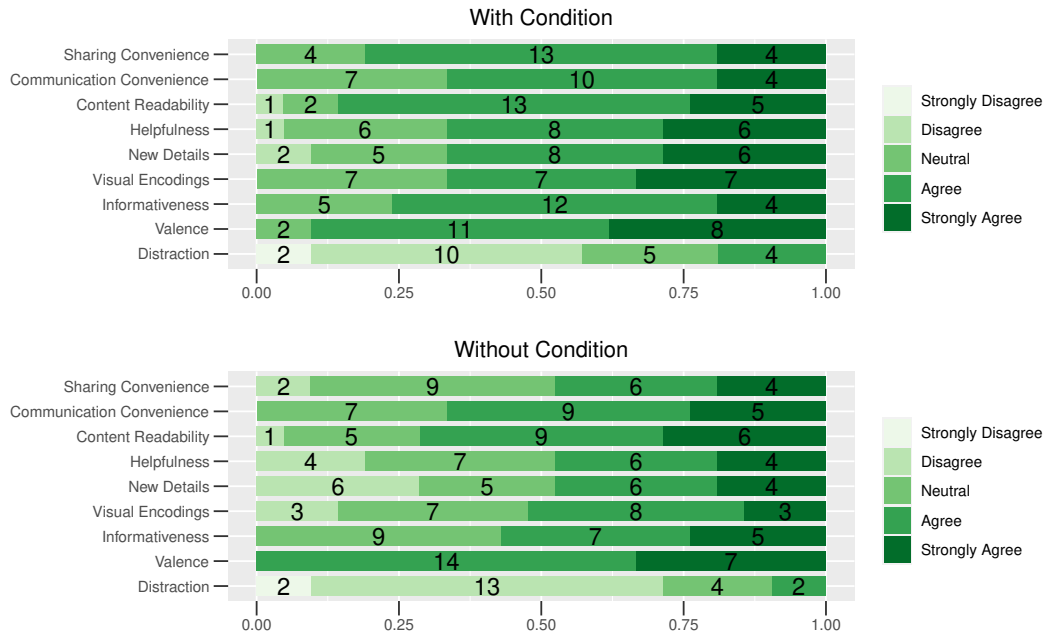 With Condition
Sharing Convenience 4 13 4
Communication Convenience 7 10 4
Content Readability 1 2 13 5
Helpfulness 1 6 8 6
New Details 2 5 8 6
Visual Encodings 7 7 7
Informativeness 5 12 4
Valence 2 11 8
Distraction 2 10 5 4
0.00 0.25 0.50 0.75 1.00
Strongly Disagree
Disagree
Neutral
Agree
Strongly Agree
Without Condition
Sharing Convenience 2 9 6 4
Communication Convenience 7 9 5
Content Readability 1 5 9 6
Helpfulness 4 7 6 4
New Details 6 5 6 4
Visual Encodings 3 7 8 3
Informativeness 9 7 5
Valence 14 7
Distraction 2 13 4 2
0.00 0.25 0.50 0.75 1.00
Strongly Disagree
Disagree
Neutral
Agree
Strongly Agree